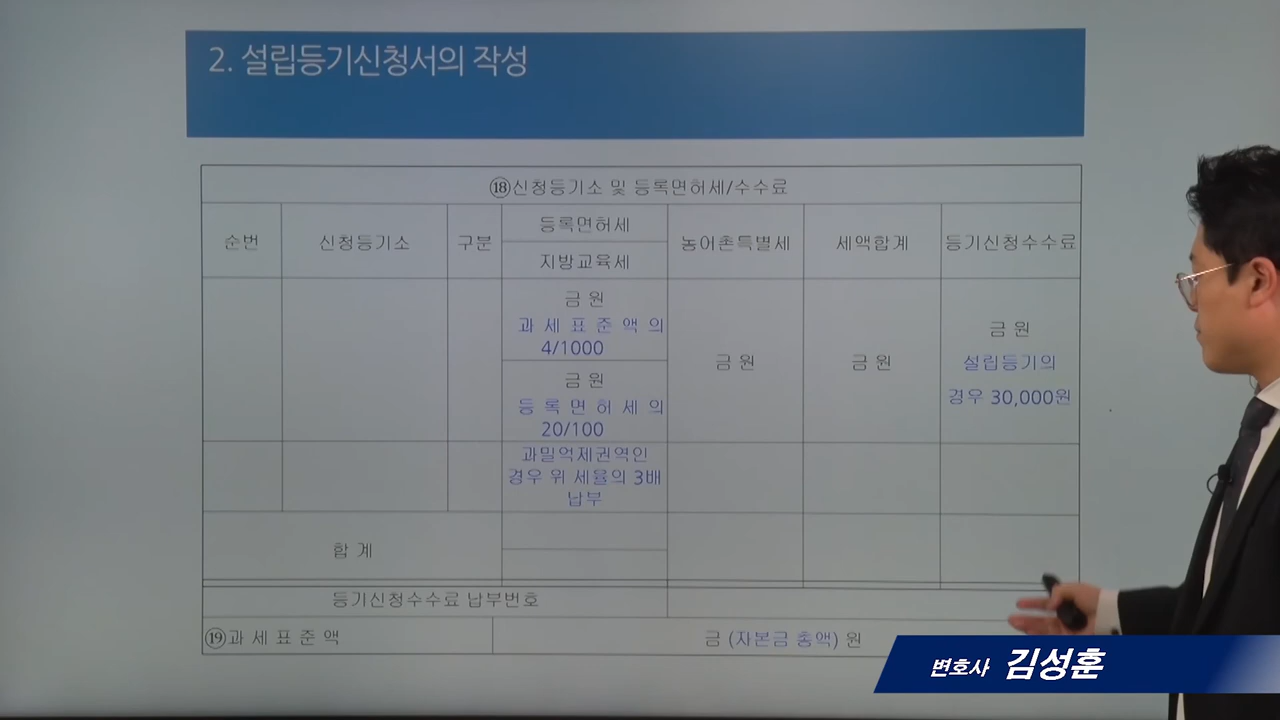 2. 설립등기신청서의 작성
⑱신청등기소 및 등록면허세/수수료
순번
신청등기소
구분
등록면허세
지방교육세
농어촌특별세
세액합계
등기신청수수료
금 원
과 세 표 준 액 의
4/1000
금 원
등 록 면 허 세 의
20/100
금 원
금 원
금 원
설립등기의
경우 30,000원
과밀억제권역인
경우 위 세율의 3배
납부
합 계
등기신청수수료 납부번호
⑲과 세 표 준 액
금 (자본금 총액) 원
변호사 김성훈